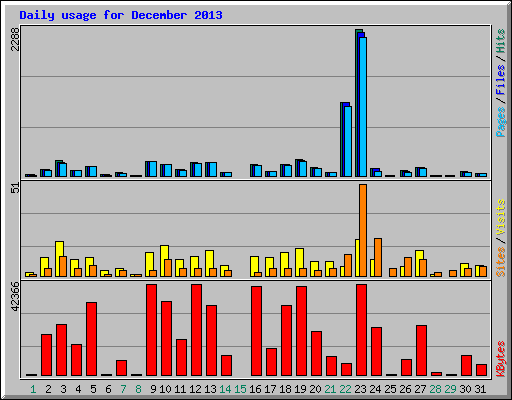 Daily usage for December 2013
2288
Pages / Files / Hits
51
Sites / Visits
42366
KBytes
1 2 3 4 5 6 7 8 9 10 11 12 13 14 15 16 17 18 19 20 21 22 23 24 25 26 27 28 29 30 31